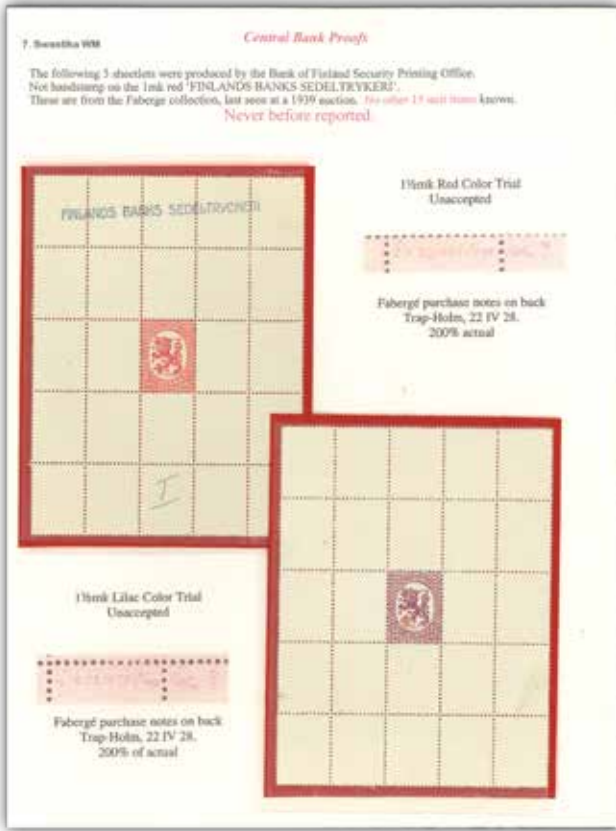 7. Swastika WM
Central Bank Proofs
The following 3 sheetlets were produced by the Bank of Finland Security Printing Office.
Not handstamp on the 1mk red 'FINLANDS BANKS SEDELTRYKERI'.
These are from the Faberge collection, last seen at a 1939 auction. No other 15 such items known.
Never before reported.
FINLANDS BANKS SEDELTRYCKERI
1½mk Red Color Trial
Unaccepted
Fabergé purchase notes on back
Trap-Holm, 22 IV 28.
200% actual
I
1½mk Lilac Color Trial
Unaccepted
Fabergé purchase notes on back
Trap-Holm, 22 IV 28.
200% of actual